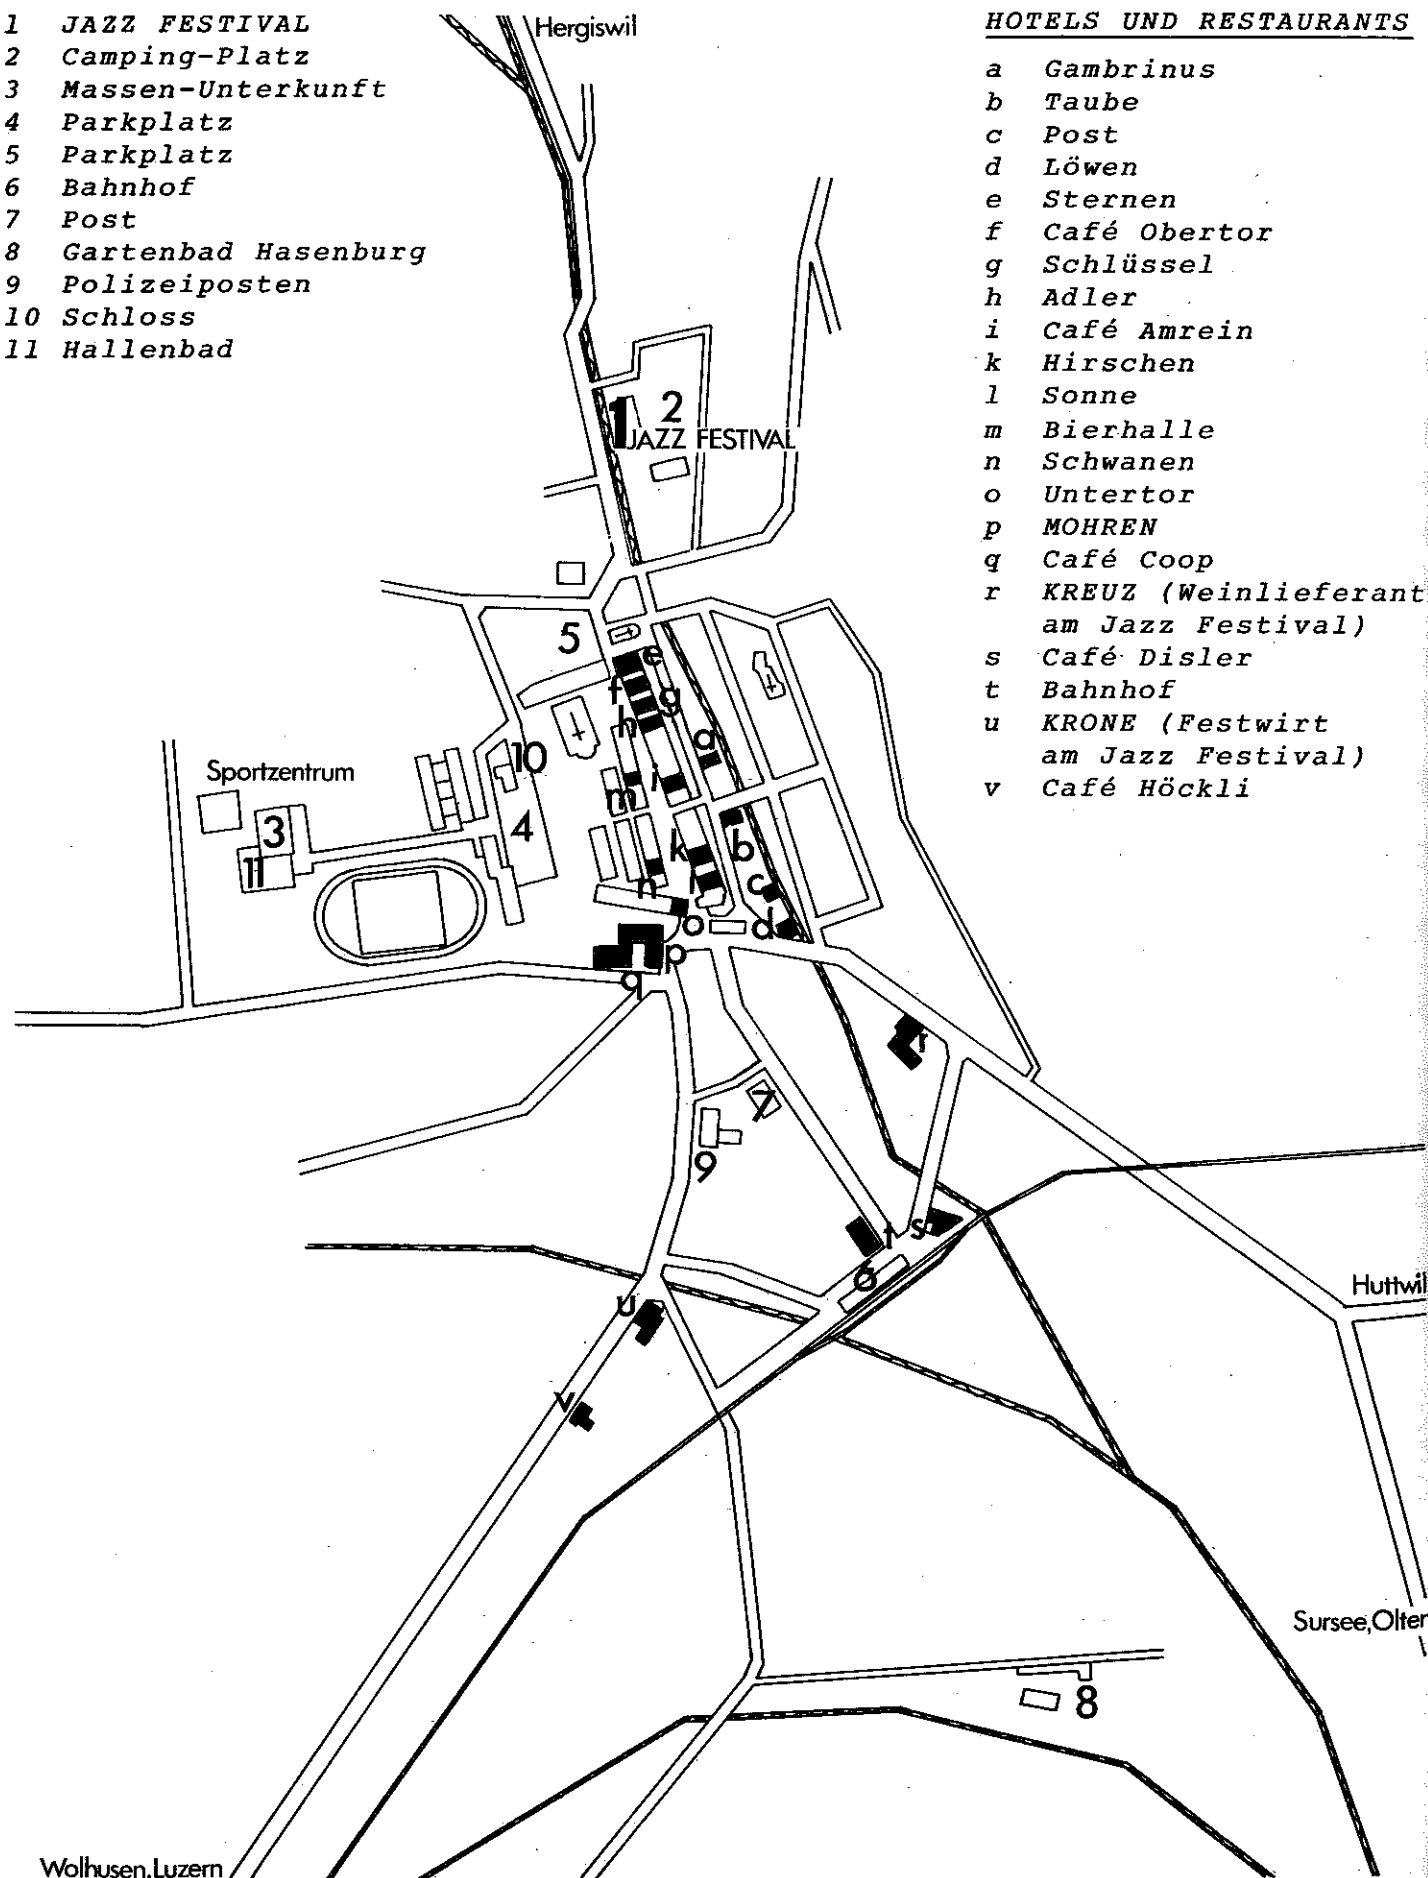 1 JAZZ FESTIVAL
2 Camping-Platz
3 Massen-Unterkunft
4 Parkplatz
5 Parkplatz
6 Bahnhof
7 Post
8 Gartenbad Hasenburg
9 Polizeiposten
10 Schloss
11 Hallenbad
Hergiswil
HOTELS UND RESTAURANTS
a Gambrinus
b Taube
c Post
d Löwen
e Sternen
f Café Obertor
g Schlüssel
h Adler
i Café Amrein
k Hirschen
l Sonne
m Bierhalle
n Schwanen
o Untertor
p MOHREN
q Café Coop
r KREUZ (Weinlieferant
am Jazz Festival)
s Café Disler
t Bahnhof
u KRONE (Festwirt
am Jazz Festival)
v Café Höckli
1
2
JAZZ FESTIVAL
5
e
f
g
h
a
10
Sportzentrum
i
m
3
4
k
b
11
l
n
c
o
d
p
q
r
7
9
t
s
6
Huttwil
u
v
Sursee,Olten
8
Wolhusen,Luzern